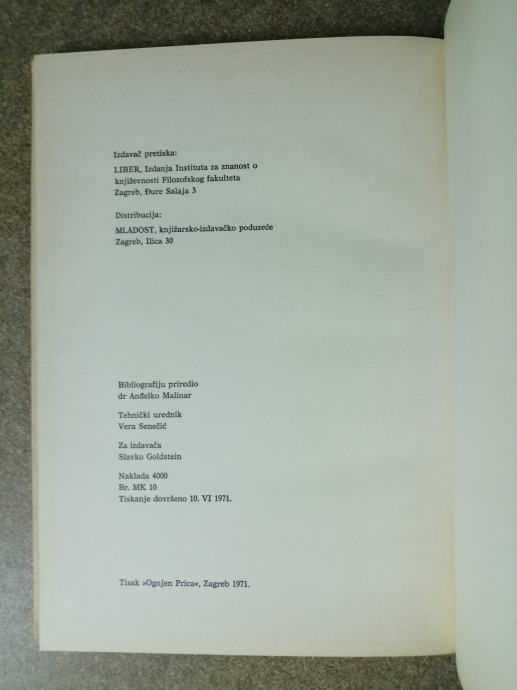 Izdavač pretiska:
LIBER, Izdanja Instituta za znanost o
književnosti Filozofskog fakulteta
Zagreb, Đure Salaja 3
Distribucija:
MLADOST, knjižarsko-izdavačko poduzeće
Zagreb, Ilica 30
Bibliografiju priredio
dr Anđelko Malinar
Tehnički urednik
Vera Senečić
Za izdavača
Slavko Goldstein
Naklada 4000
Br. MK 10
Tiskanje dovršeno 10. VI 1971.
Tisak »Ognjen Prica«, Zagreb 1971.